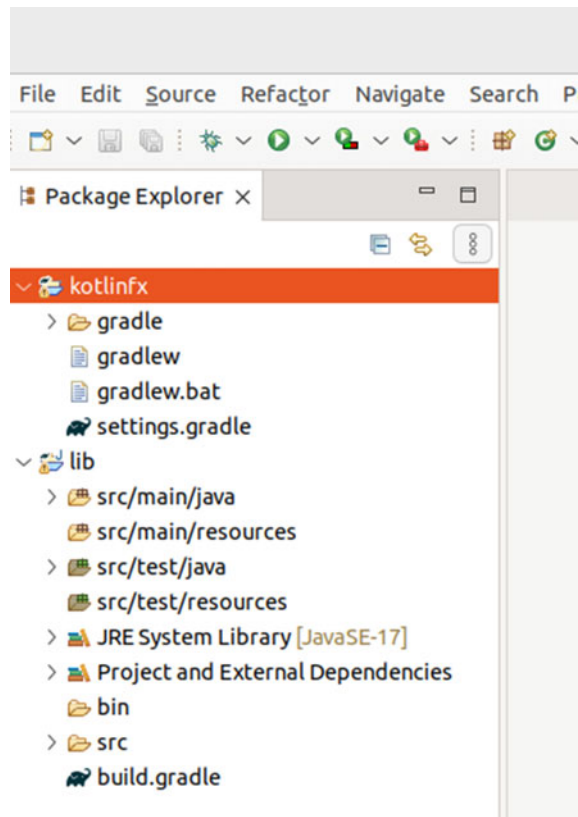 File Edit Source Refactor Navigate Search P
Package Explorer
kotlinfx
gradle
gradlew
gradlew.bat
settings.gradle
lib
src/main/java
src/main/resources
src/test/java
src/test/resources
JRE System Library [JavaSE-17]
Project and External Dependencies
bin
src
build.gradle